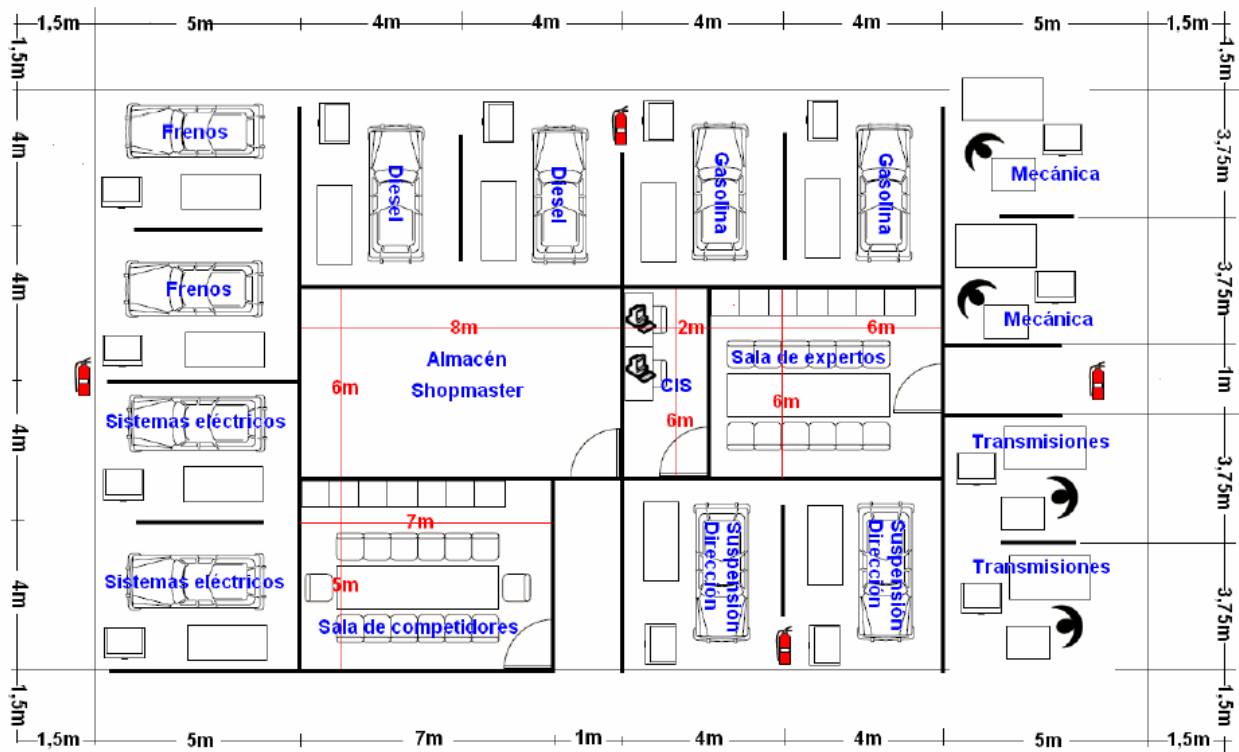 1,5m 5m 4m 4m 4m 4m 5m 1,5m
1,5m
4m
4m
4m
4m
1,5m
Frenos
Frenos
Sistemas eléctricos
Sistemas eléctricos
Diesel
Diesel
Gasolina
Gasolina
Mecánica
Mecánica
8m
Almacén
Shopmaster
6m
2m
CIS
6m
6m
Sala de expertos
6m
Transmisiones
Transmisiones
7m
5m
Sala de competidores
Suspensión
Dirección
Suspensión
Dirección
1,5m
3,75m
3,75m
1m
3,75m
3,75m
1,5m
1,5m 5m 7m 1m 4m 4m 5m 1,5m